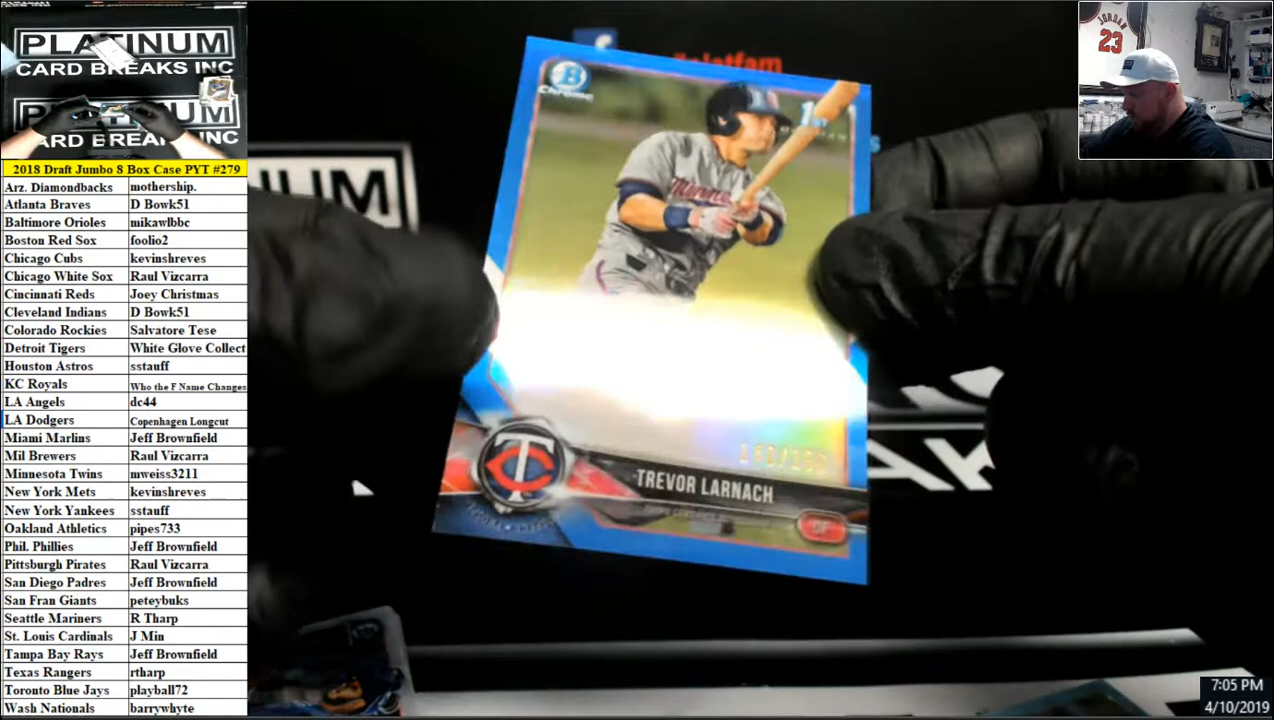 PLATINUM
CARD BREAKS INC
CARD BREAK INC
2018 Draft Jumbo 8 Box Case PYT #279
Arz. Diamondbacks mothership.
Atlanta Braves D Bowk51
Baltimore Orioles mikawlbbc
Boston Red Sox foolio2
Chicago Cubs kevinshreves
Chicago White Sox Raul Vizcarra
Cincinnati Reds Joey Christmas
Cleveland Indians D Bowk51
Colorado Rockies Salvatore Tese
Detroit Tigers White Glove Collect
Houston Astros sstauff
KC Royals Who the F Name Changes
LA Angels dc44
LA Dodgers Copenhagen Longcut
Miami Marlins Jeff Brownfield
Mil Brewers Raul Vizcarra
Minnesota Twins mweiss3211
New York Mets kevinshreves
New York Yankees sstauff
Oakland Athletics pipes733
Phil. Phillies Jeff Brownfield
Pittsburgh Pirates Raul Vizcarra
San Diego Padres Jeff Brownfield
San Fran Giants peteybuks
Seattle Mariners R Tharp
St. Louis Cardinals J Min
Tampa Bay Rays Jeff Brownfield
Texas Rangers rtharp
Toronto Blue Jays playball72
Wash Nationals barrywhyte
B
Chrome
1st
TC
TREVOR LARNACH
OF
JORDAN
23
7:05 PM
4/10/2019